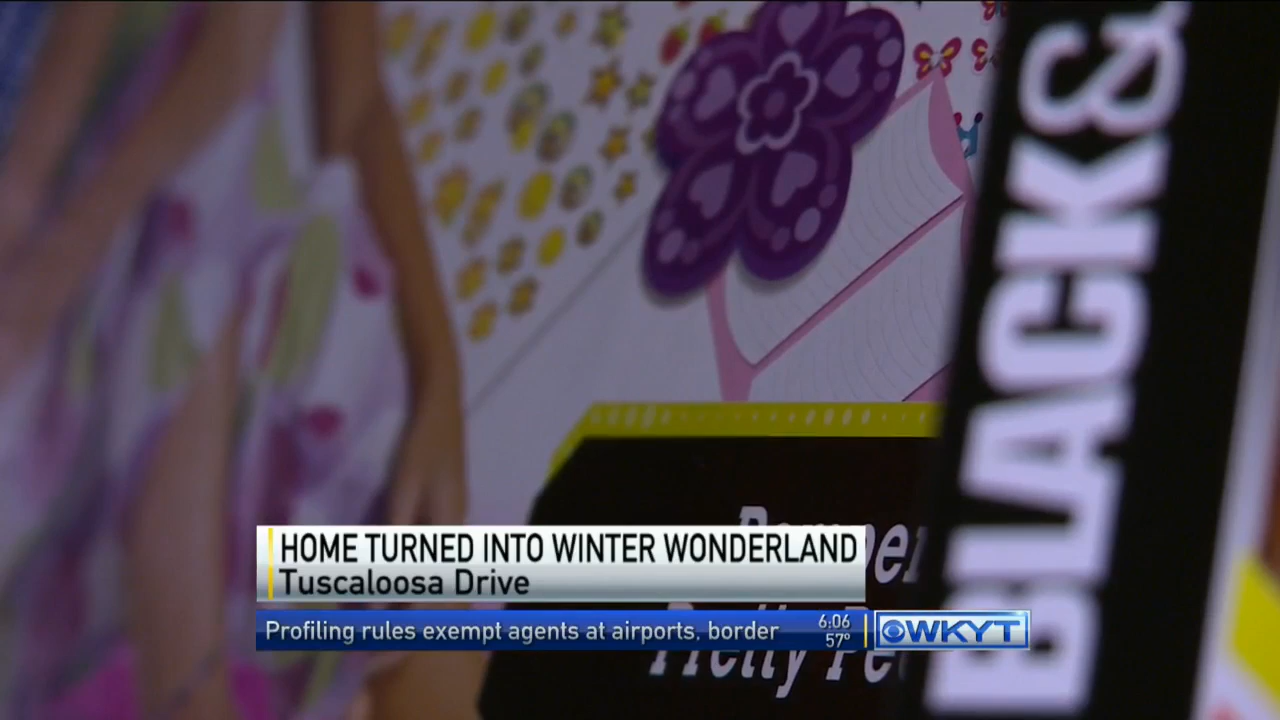 BLACK&
HOME TURNED INTO WINTER WONDERLAND
Tuscaloosa Drive
Profiling rules exempt agents at airports, border
6:06
57°
WKYT
Pretty